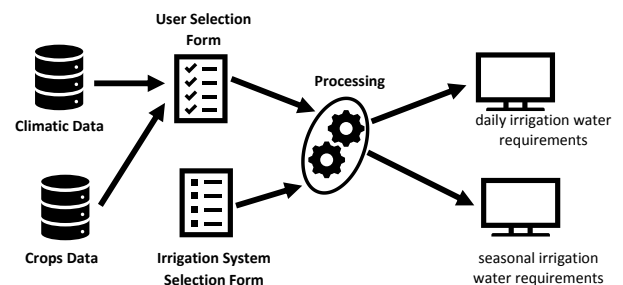 User Selection
Form
Processing
Climatic Data
daily irrigation water
requirements
Crops Data
Irrigation System
Selection Form
seasonal irrigation
water requirements